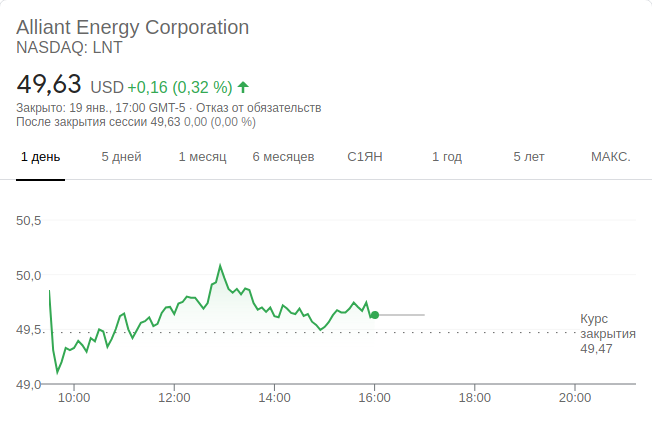 Alliant Energy Corporation
NASDAQ: LNT
49,63 USD +0,16 (0,32 %)
Закрыто: 19 янв., 17:00 GMT-5 · Отказ от обязательств
После закрытия сессии 49,63 0,00 (0,00 %)
1 день 5 дней 1 месяц 6 месяцев С1ЯН 1 год 5 лет МАКС.
50,5
50,0
49,5
49,0
Курс
закрытия
49,47
10:00 12:00 14:00 16:00 18:00 20:00